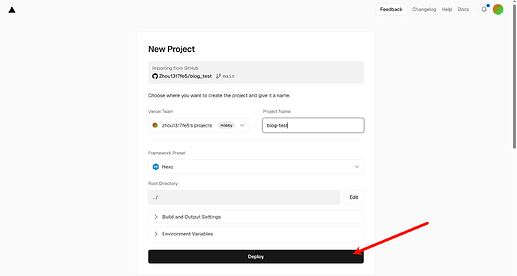 Feedback Changelog Help Docs
New Project
Importing from GitHub
Zhou13f7fe5/blog_test main
Choose where you want to create the project and give it a name.
Vercel Team Project Name
zhou13f7fe5's projects Hobby blog-test
Framework Preset
Hexo
Root Directory
./ Edit
Build and Output Settings
Environment Variables
Deploy